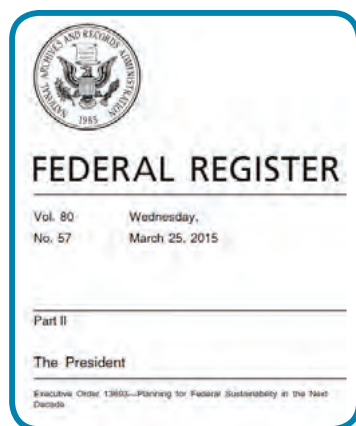 NATIONAL ARCHIVES AND RECORDS ADMINISTRATION
1985
FEDERAL REGISTER
Vol. 80 Wednesday,
No. 57 March 25, 2015
Part II
The President
Executive Order 13693—Planning for Federal Sustainability in the Next
Decade